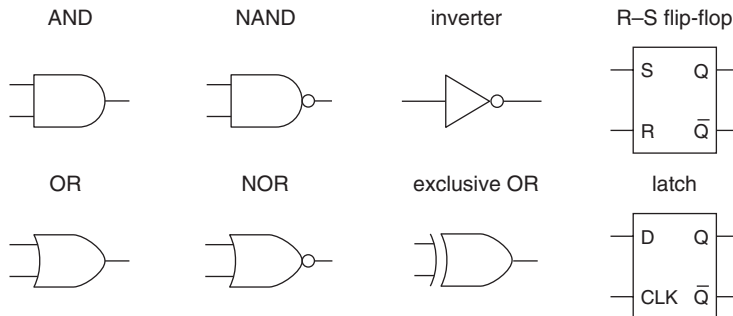 AND NAND inverter R–S flip-flop
S Q
R Q̅
OR NOR exclusive OR latch
D Q
CLK Q̅